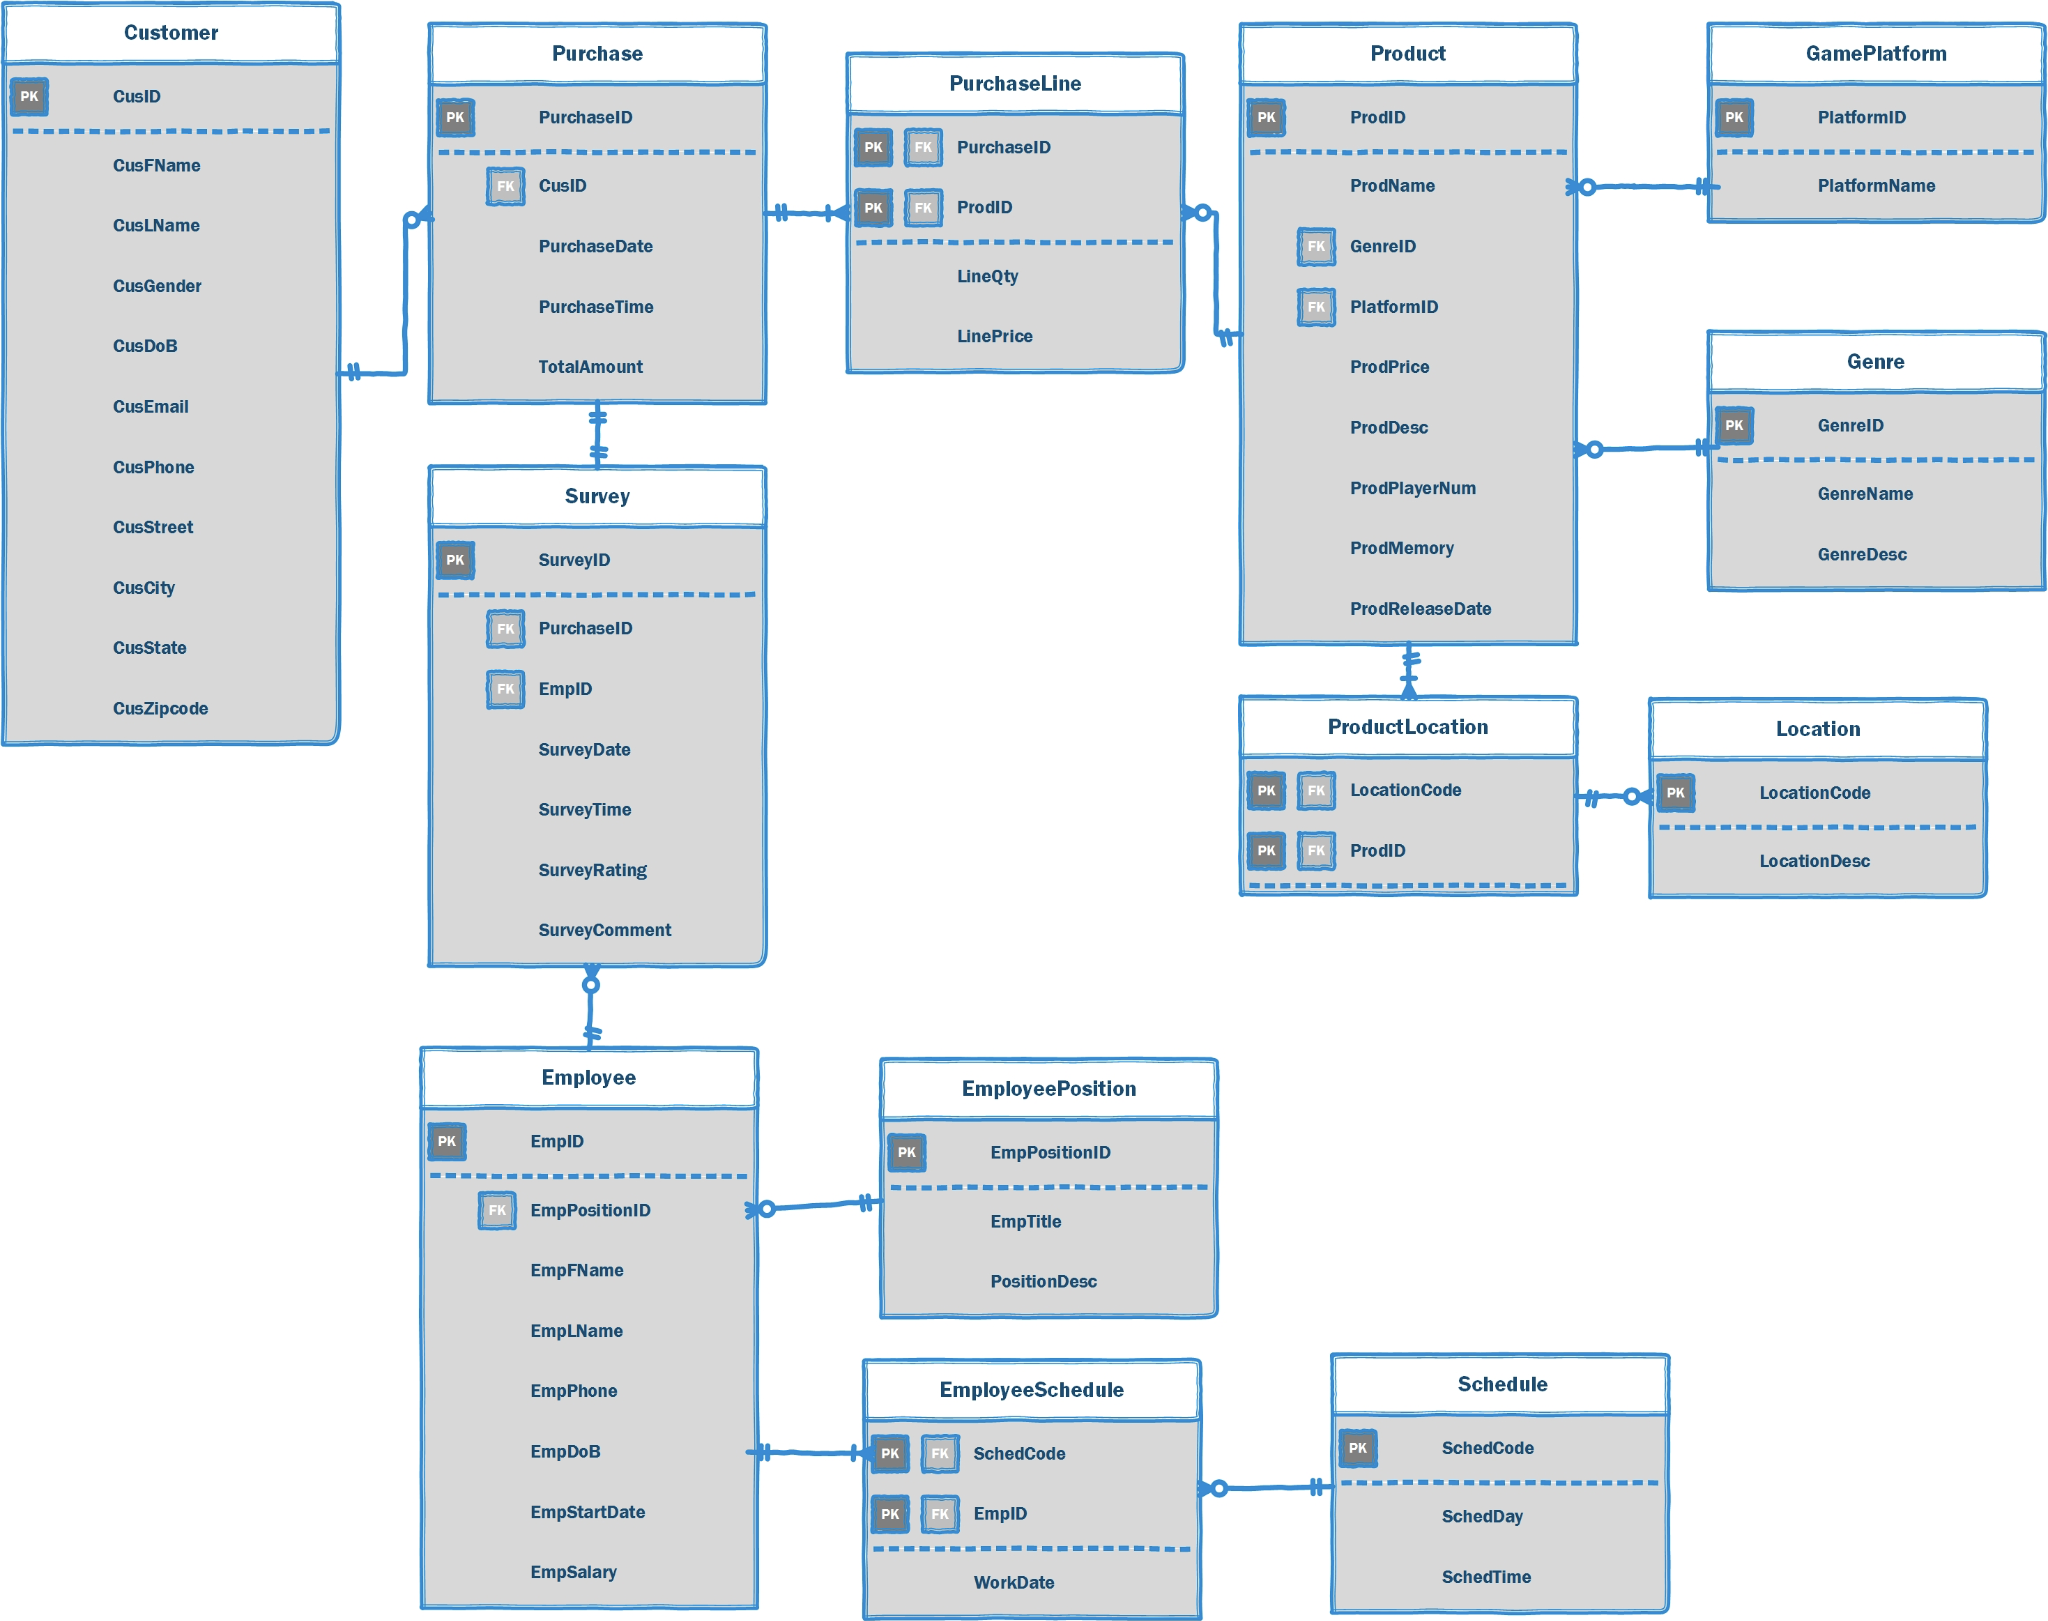 Customer
PK CusID
CusFName
CusLName
CusGender
CusDoB
CusEmail
CusPhone
CusStreet
CusCity
CusState
CusZipcode
Purchase
PK PurchaseID
FK CusID
PurchaseDate
PurchaseTime
TotalAmount
PurchaseLine
PK FK PurchaseID
PK FK ProdID
LineQty
LinePrice
Product
PK ProdID
ProdName
FK GenreID
FK PlatformID
ProdPrice
ProdDesc
ProdPlayerNum
ProdMemory
ProdReleaseDate
GamePlatform
PK PlatformID
PlatformName
Genre
PK GenreID
GenreName
GenreDesc
Survey
PK SurveyID
FK PurchaseID
FK EmpID
SurveyDate
SurveyTime
SurveyRating
SurveyComment
ProductLocation
PK FK LocationCode
PK FK ProdID
Location
PK LocationCode
LocationDesc
Employee
PK EmpID
FK EmpPositionID
EmpFName
EmpLName
EmpPhone
EmpDoB
EmpStartDate
EmpSalary
EmployeePosition
PK EmpPositionID
EmpTitle
PositionDesc
EmployeeSchedule
PK FK SchedCode
PK FK EmpID
WorkDate
Schedule
PK SchedCode
SchedDay
SchedTime